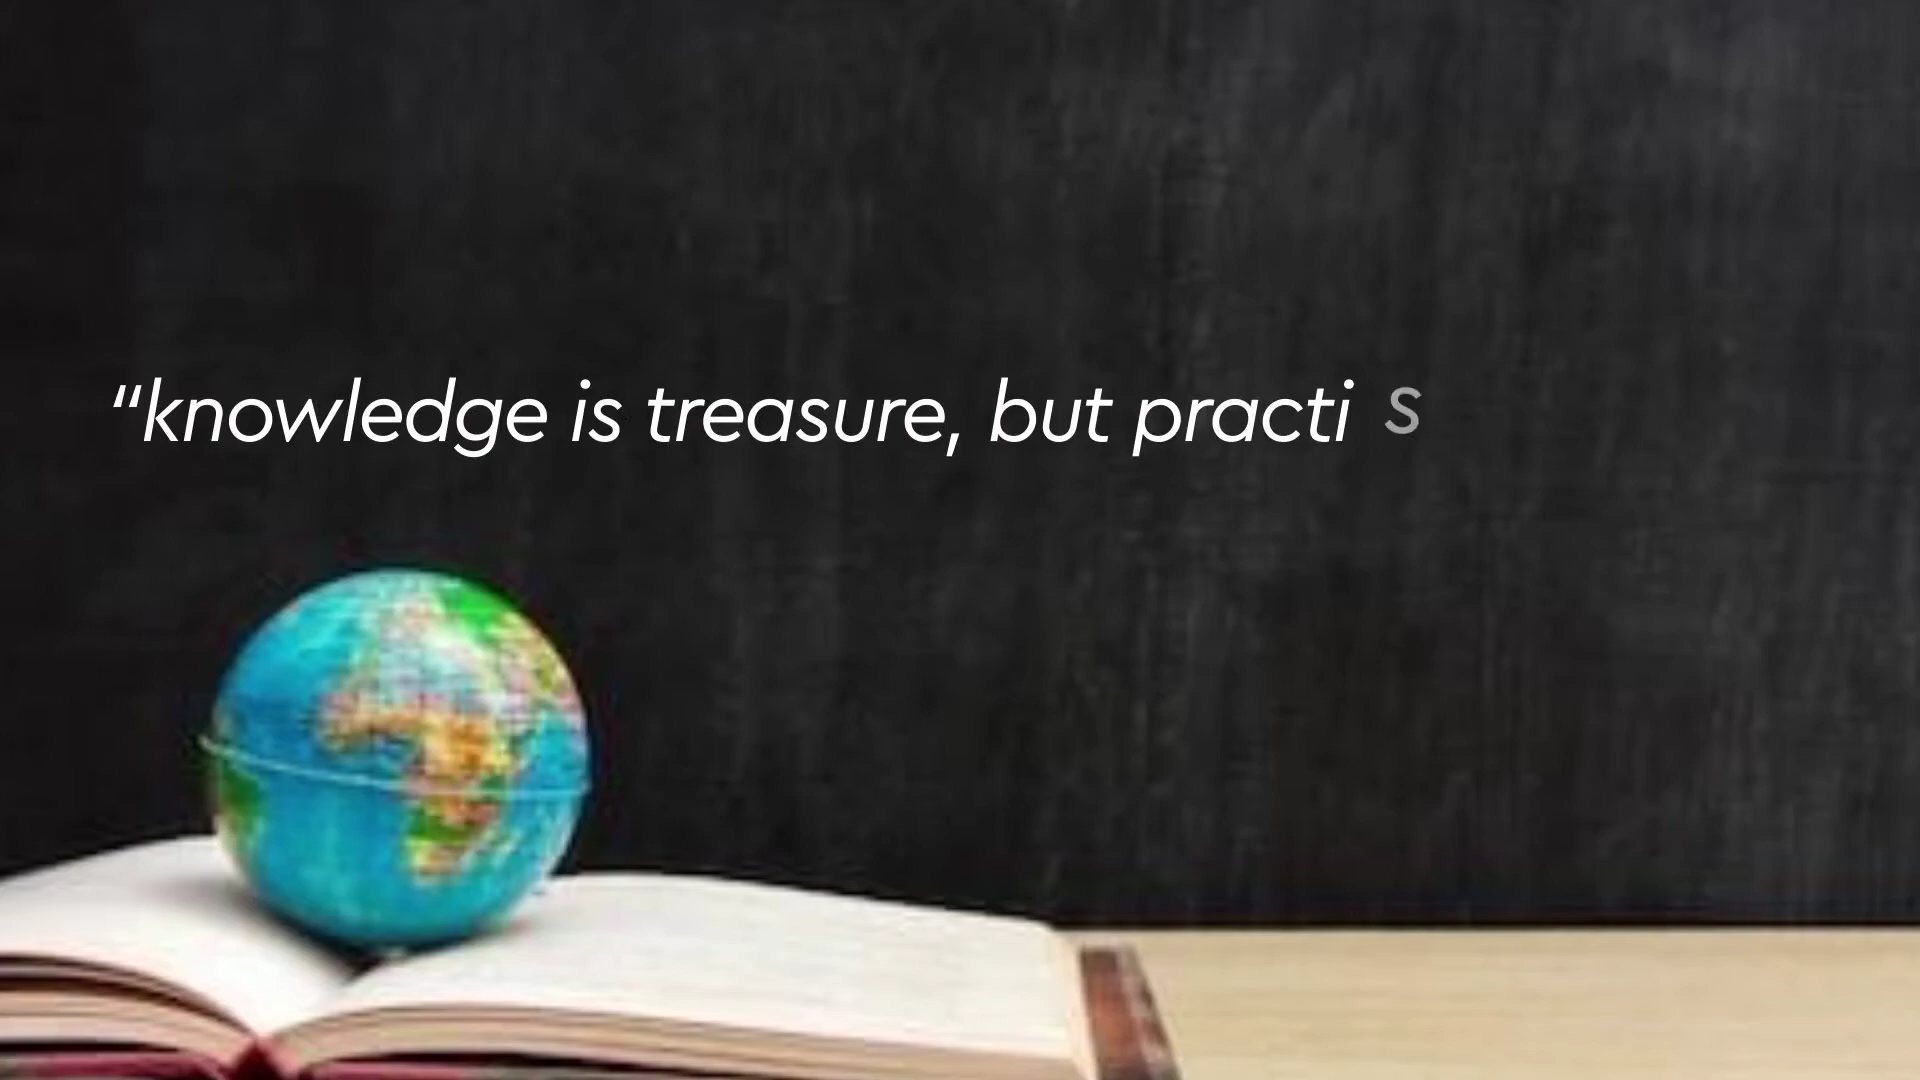 “knowledge is treasure, but practi s